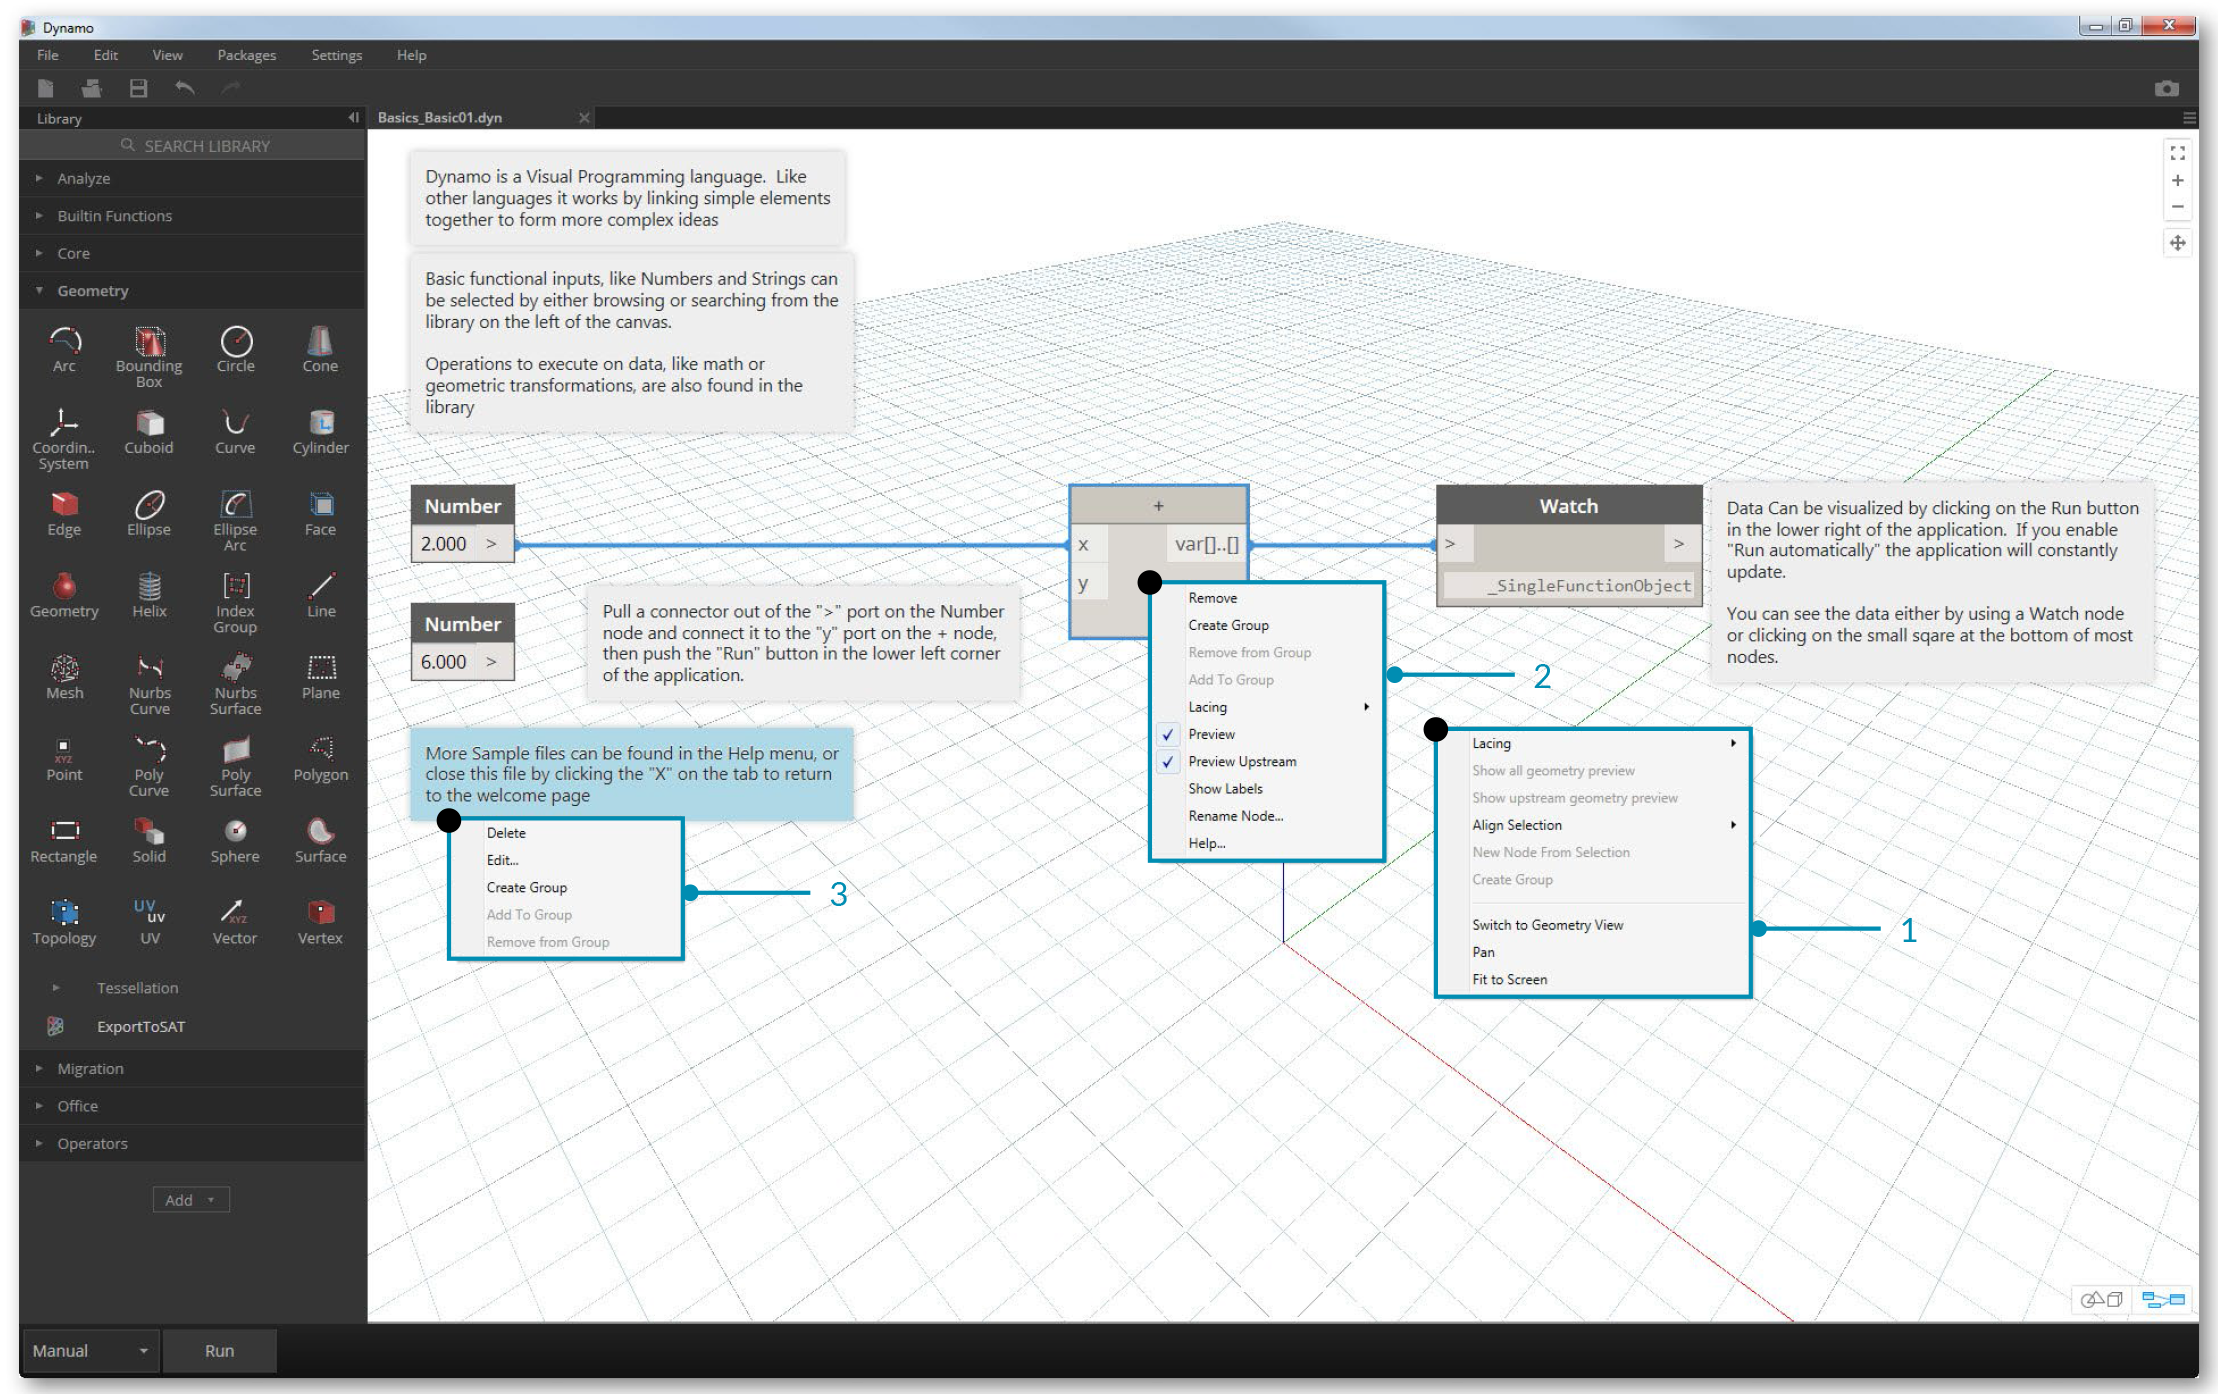 Dynamo
File Edit View Packages Settings Help
Library
Basics_Basic01.dyn
SEARCH LIBRARY
Analyze
Builtin Functions
Core
Geometry
Arc
Bounding
Box
Circle
Cone
Coordin..
System
Cuboid
Curve
Cylinder
Edge
Ellipse
Ellipse
Arc
Face
Geometry
Helix
Index
Group
Line
Mesh
Nurbs
Curve
Nurbs
Surface
Plane
XYZ
Point
Poly
Curve
Poly
Surface
Polygon
Rectangle
Solid
Sphere
Surface
Topology
UV
UV
UV
XYZ
Vector
Vertex
Tessellation
ExportToSAT
Migration
Office
Operators
Add
Manual
Run
Dynamo is a Visual Programming language. Like
other languages it works by linking simple elements
together to form more complex ideas
Basic functional inputs, like Numbers and Strings can
be selected by either browsing or searching from the
library on the left of the canvas.
Operations to execute on data, like math or
geometric transformations, are also found in the
library
Number
2.000 >
Number
6.000 >
Pull a connector out of the ">" port on the Number
node and connect it to the "y" port on the + node,
then push the "Run" button in the lower left corner
of the application.
+
x var[]..[]
y
Watch
> >
_SingleFunctionObject
Data Can be visualized by clicking on the Run button
in the lower right of the application. If you enable
"Run automatically" the application will constantly
update.
You can see the data either by using a Watch node
or clicking on the small sqare at the bottom of most
nodes.
More Sample files can be found in the Help menu, or
close this file by clicking the "X" on the tab to return
to the welcome page
Delete
Edit...
Create Group
Add To Group
Remove from Group
3
Remove
Create Group
Remove from Group
Add To Group
Lacing
Preview
Preview Upstream
Show Labels
Rename Node...
Help...
2
Lacing
Show all geometry preview
Show upstream geometry preview
Align Selection
New Node From Selection
Create Group
Switch to Geometry View
Pan
Fit to Screen
1